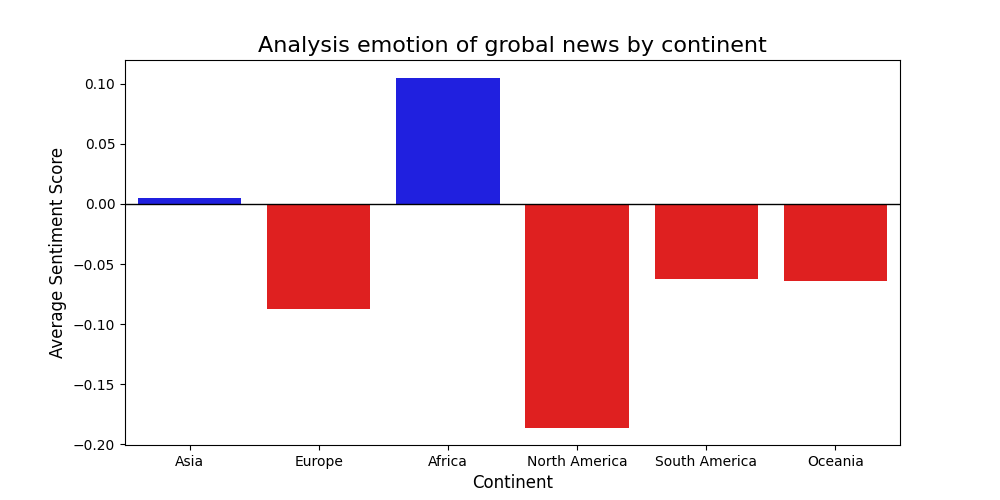 Analysis emotion of grobal news by continent
0.10
0.05
0.00
−0.05
−0.10
−0.15
−0.20
Average Sentiment Score
Asia Europe Africa North America South America Oceania
Continent